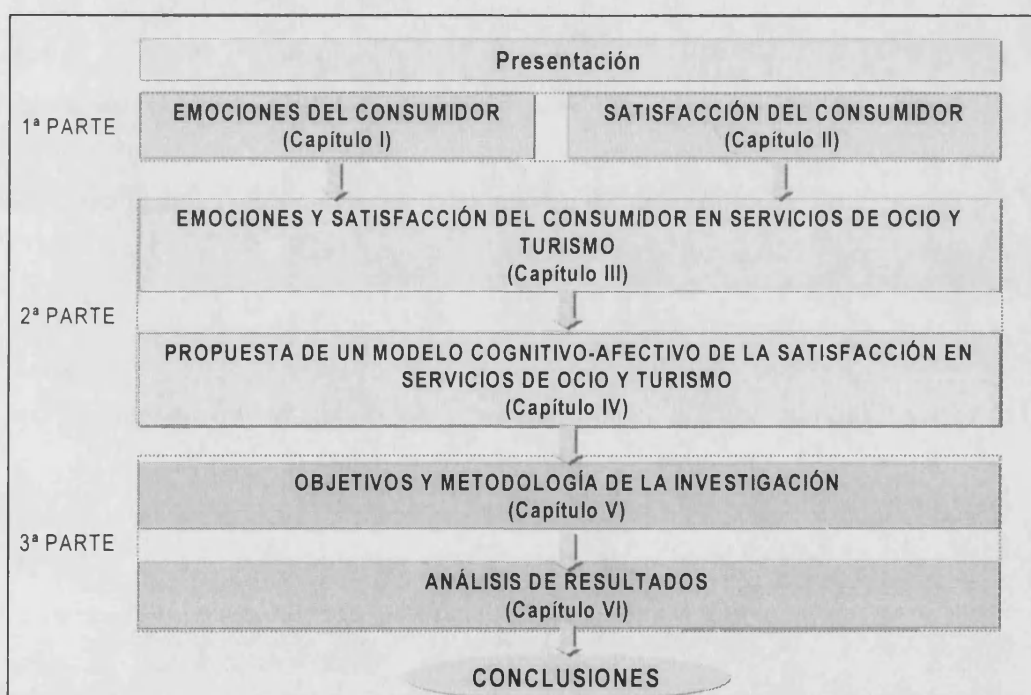 Presentación
1ª PARTE
EMOCIONES DEL CONSUMIDOR
(Capítulo I)
SATISFACCIÓN DEL CONSUMIDOR
(Capítulo II)
EMOCIONES Y SATISFACCIÓN DEL CONSUMIDOR EN SERVICIOS DE OCIO Y
TURISMO
(Capítulo III)
2ª PARTE
PROPUESTA DE UN MODELO COGNITIVO-AFECTIVO DE LA SATISFACCIÓN EN
SERVICIOS DE OCIO Y TURISMO
(Capítulo IV)
OBJETIVOS Y METODOLOGÍA DE LA INVESTIGACIÓN
(Capítulo V)
3ª PARTE
ANÁLISIS DE RESULTADOS
(Capítulo VI)
CONCLUSIONES